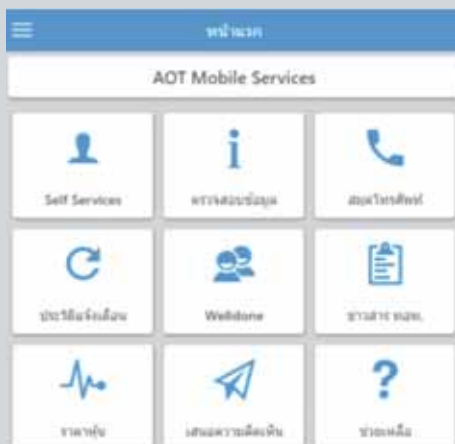 หน้าแรก
AOT Mobile Services
Self Services
ตรวจสอบข้อมูล
สมุดโทรศัพท์
ประวัติแจ้งเตือน
Welldone
ข่าวสาร ทอท.
ราคาหุ้น
เสนอความคิดเห็น
ช่วยเหลือ